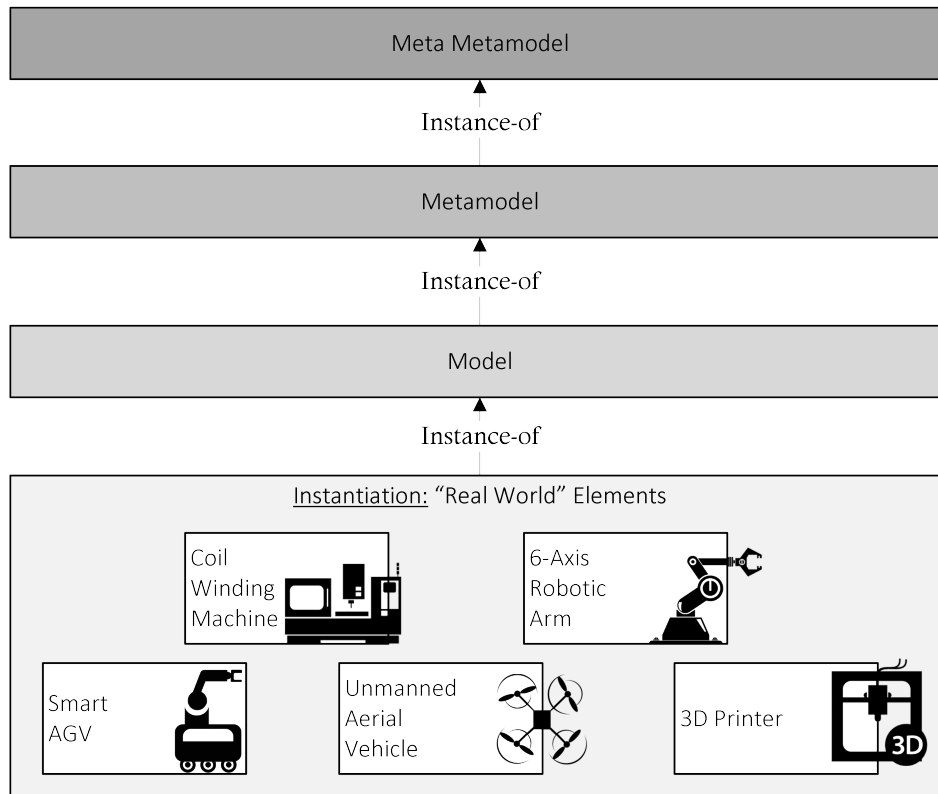 Meta Metamodel
Instance-of
Metamodel
Instance-of
Model
Instance-of
Instantiation: “Real World” Elements
Coil
Winding
Machine
6-Axis
Robotic
Arm
Smart
AGV
Unmanned
Aerial
Vehicle
3D Printer
3D